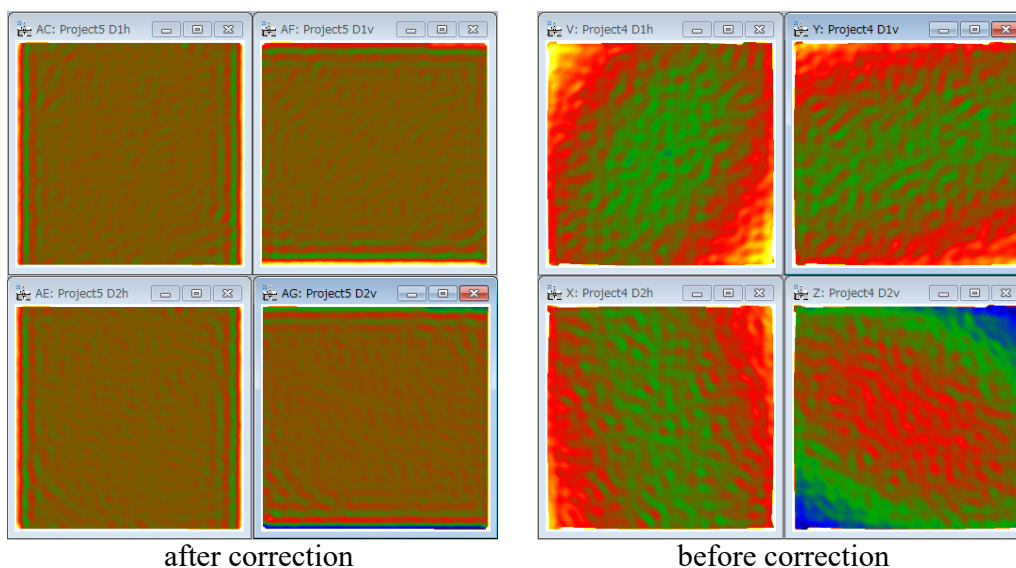 AC: Project5 D1h
AF: Project5 D1v
V: Project4 D1h
Y: Project4 D1v
AE: Project5 D2h
AG: Project5 D2v
X: Project4 D2h
Z: Project4 D2v
after correction
before correction